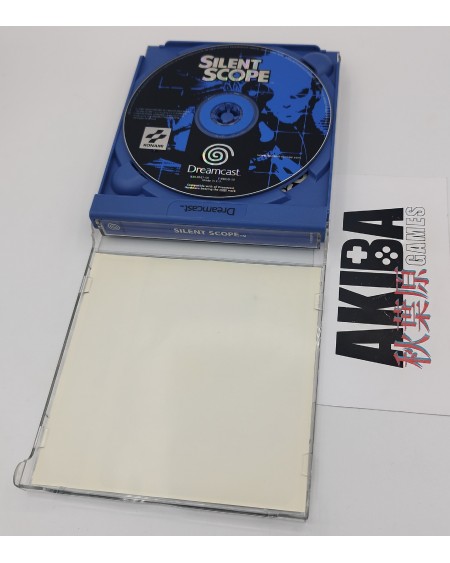 SILENT
SCOPE
KONAMI
Dreamcast
Dreamcast
SILENT SCOPE
AKIBA
GAMES
秋葉原